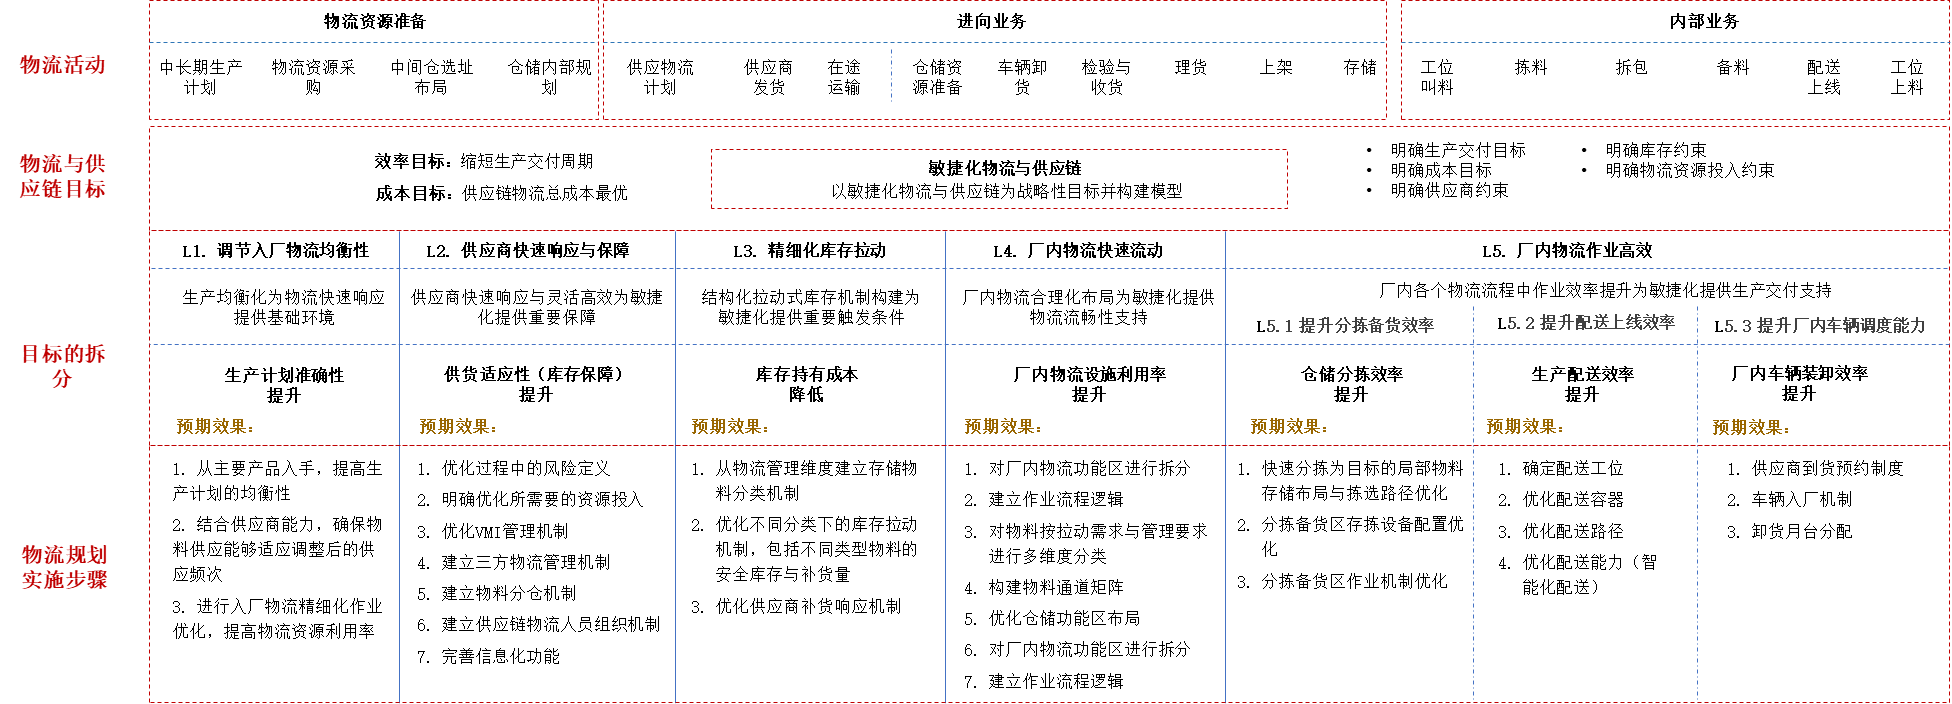 物流活动
物流资源准备
中长期生产
计划
物流资源采
购
中间仓选址
布局
仓储内部规
划
进向业务
供应物流
计划
供应商
发货
在途
运输
仓储资
源准备
车辆卸
货
检验与
收货
理货
上架
存储
内部业务
工位
叫料
拣料
拆包
备料
配送
上线
工位
上料
物流与供
应链目标
效率目标：缩短生产交付周期
成本目标：供应链物流总成本最优
敏捷化物流与供应链
以敏捷化物流与供应链为战略性目标并构建模型
• 明确生产交付目标
• 明确成本目标
• 明确供应商约束
• 明确库存约束
• 明确物流资源投入约束
目标的拆
分
L1. 调节入厂物流均衡性
生产均衡化为物流快速响应
提供基础环境
生产计划准确性
提升
预期效果：
L2. 供应商快速响应与保障
供应商快速响应与灵活高效为敏捷
化提供重要保障
供货适应性（库存保障）
提升
预期效果：
L3. 精细化库存拉动
结构化拉动式库存机制构建为
敏捷化提供重要触发条件
库存持有成本
降低
预期效果：
L4. 厂内物流快速流动
厂内物流合理化布局为敏捷化提供
物流流畅性支持
厂内物流设施利用率
提升
预期效果：
L5. 厂内物流作业高效
厂内各个物流流程中作业效率提升为敏捷化提供生产交付支持
L5.1 提升分拣备货效率
仓储分拣效率
提升
预期效果：
L5.2 提升配送上线效率
生产配送效率
提升
预期效果：
L5.3 提升厂内车辆调度能力
厂内车辆装卸效率
提升
预期效果：
物流规划
实施步骤
1. 从主要产品入手，提高生
产计划的均衡性
2. 结合供应商能力，确保物
料供应能够适应调整后的供
应频次
3. 进行入厂物流精细化作业
优化，提高物流资源利用率
1. 优化过程中的风险定义
2. 明确优化所需要的资源投入
3. 优化VMI管理机制
4. 建立三方物流管理机制
5. 建立物料分仓机制
6. 建立供应链物流人员组织机制
7. 完善信息化功能
1. 从物流管理维度建立存储物
料分类机制
2. 优化不同分类下的库存拉动
机制，包括不同类型物料的
安全库存与补货量
3. 优化供应商补货响应机制
1. 对厂内物流功能区进行拆分
2. 建立作业流程逻辑
3. 对物料按拉动需求与管理要求
进行多维度分类
4. 构建物料通道矩阵
5. 优化仓储功能区布局
6. 对厂内物流功能区进行拆分
7. 建立作业流程逻辑
1. 快速分拣为目标的局部物料
存储布局与拣选路径优化
2. 分拣备货区存拣设备配置优
化
3. 分拣备货区作业机制优化
1. 确定配送工位
2. 优化配送容器
3. 优化配送路径
4. 优化配送能力（智
能化配送）
1. 供应商到货预约制度
2. 车辆入厂机制
3. 卸货月台分配